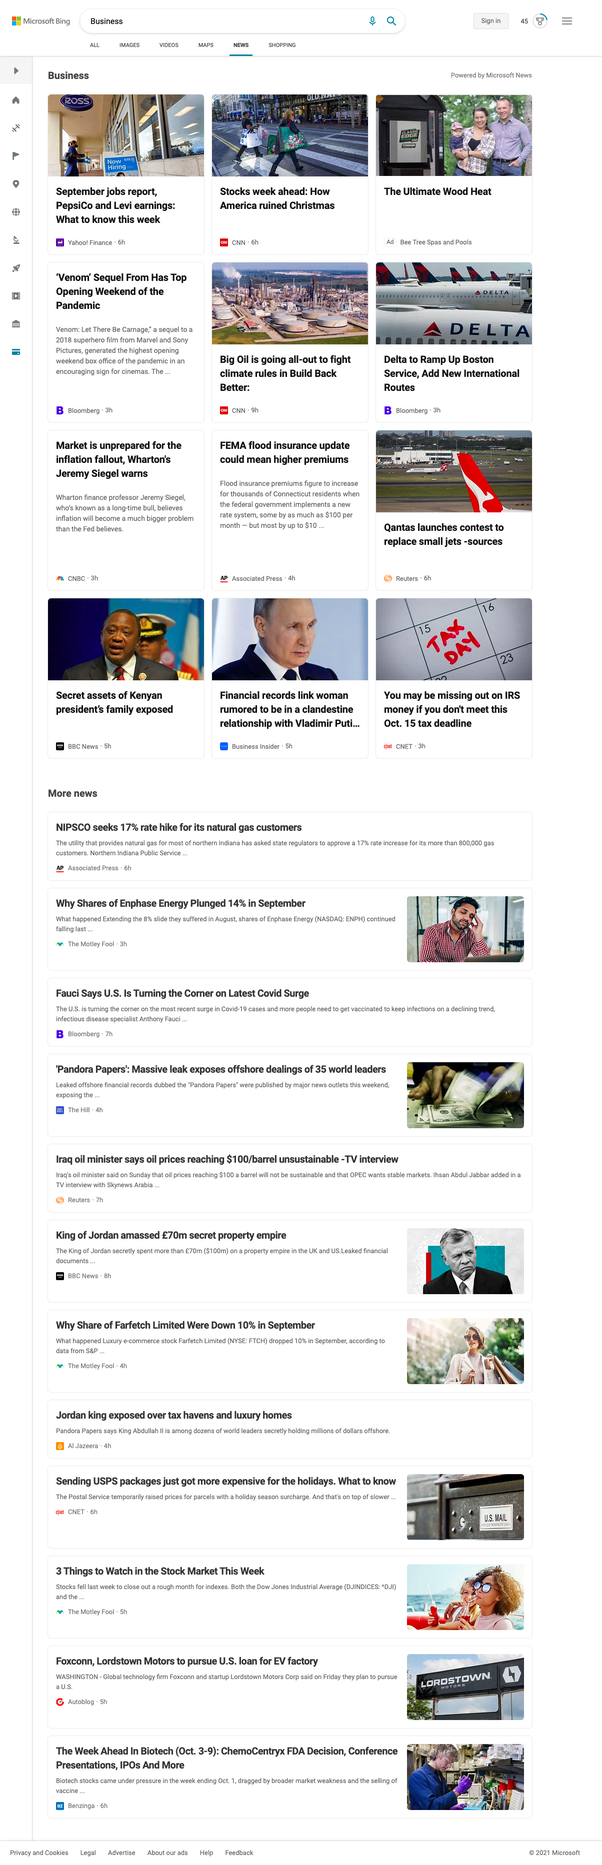 Microsoft Bing
Business
Sign in
45
ALL
IMAGES
VIDEOS
MAPS
NEWS
SHOPPING
Business
Powered by Microsoft News
ROSS
Now
Hiring
OLD NAVY
September jobs report,
PepsiCo and Levi earnings:
What to know this week
Yahoo! Finance · 6h
Stocks week ahead: How
America ruined Christmas
CNN · 6h
The Ultimate Wood Heat
Ad
Bee Tree Spas and Pools
'Venom' Sequel From Has Top
Opening Weekend of the
Pandemic
Venom: Let There Be Carnage," a sequel to a
2018 superhero film from Marvel and Sony
Pictures, generated the highest opening
weekend box office of the pandemic in an
encouraging sign for cinemas. The ...
Bloomberg · 3h
Big Oil is going all-out to fight
climate rules in Build Back
Better:
CNN · 9h
DELTA
DELTA
Delta to Ramp Up Boston
Service, Add New International
Routes
Bloomberg · 3h
Market is unprepared for the
inflation fallout, Wharton's
Jeremy Siegel warns
Wharton finance professor Jeremy Siegel,
who's known as a long-time bull, believes
inflation will become a much bigger problem
than the Fed believes.
CNBC · 3h
FEMA flood insurance update
could mean higher premiums
Flood insurance premiums figure to increase
for thousands of Connecticut residents when
the federal government implements a new
rate system, some by as much as $100 per
month — but most by up to $10 ...
AP
Associated Press · 4h
Qantas launches contest to
replace small jets -sources
Reuters · 6h
Secret assets of Kenyan
president's family exposed
BBC News · 5h
Financial records link woman
rumored to be in a clandestine
relationship with Vladimir Puti...
Business Insider · 5h
15
16
TAX
DAY
22
23
You may be missing out on IRS
money if you don't meet this
Oct. 15 tax deadline
CNET · 3h
More news
NIPSCO seeks 17% rate hike for its natural gas customers
The utility that provides natural gas for most of northern Indiana has asked state regulators to approve a 17% rate increase for its more than 800,000 gas
customers. Northern Indiana Public Service ...
AP
Associated Press · 6h
Why Shares of Enphase Energy Plunged 14% in September
What happened Extending the 8% slide they suffered in August, shares of Enphase Energy (NASDAQ: ENPH) continued
falling last ...
The Motley Fool · 3h
Fauci Says U.S. Is Turning the Corner on Latest Covid Surge
The U.S. is turning the corner on the most recent surge in Covid-19 cases and more people need to get vaccinated to keep infections on a declining trend,
infectious disease specialist Anthony Fauci ...
Bloomberg · 7h
'Pandora Papers': Massive leak exposes offshore dealings of 35 world leaders
Leaked offshore financial records dubbed the "Pandora Papers" were published by major news outlets this weekend,
exposing the ...
The Hill · 4h
Iraq oil minister says oil prices reaching $100/barrel unsustainable -TV interview
Iraq's oil minister said on Sunday that oil prices reaching $100 a barrel will not be sustainable and that OPEC wants stable markets. Ihsan Abdul Jabbar added in a
TV interview with Skynews Arabia ...
Reuters · 7h
King of Jordan amassed £70m secret property empire
The King of Jordan secretly spent more than £70m ($100m) on a property empire in the UK and US.Leaked financial
documents ...
BBC News · 8h
Why Share of Farfetch Limited Were Down 10% in September
What happened Luxury e-commerce stock Farfetch Limited (NYSE: FTCH) dropped 10% in September, according to
data from S&P ...
The Motley Fool · 4h
Jordan king exposed over tax havens and luxury homes
Pandora Papers says King Abdullah II is among dozens of world leaders secretly holding millions of dollars offshore.
Al Jazeera · 4h
Sending USPS packages just got more expensive for the holidays. What to know
The Postal Service temporarily raised prices for parcels with a holiday season surcharge. And that's on top of slower ...
CNET · 6h
U.S. MAIL
3 Things to Watch in the Stock Market This Week
Stocks fell last week to close out a rough month for indexes. Both the Dow Jones Industrial Average (DJINDICES: ^DJI)
and the ...
The Motley Fool · 5h
Foxconn, Lordstown Motors to pursue U.S. loan for EV factory
WASHINGTON - Global technology firm Foxconn and startup Lordstown Motors Corp said on Friday they plan to pursue
a U.S.
Autoblog · 5h
LORDSTOWN
MOTORS
The Week Ahead In Biotech (Oct. 3-9): ChemoCentryx FDA Decision, Conference
Presentations, IPOs And More
Biotech stocks came under pressure in the week ending Oct. 1, dragged by broader market weakness and the selling of
vaccine ...
Benzinga · 6h
Privacy and Cookies
Legal
Advertise
About our ads
Help
Feedback
© 2021 Microsoft